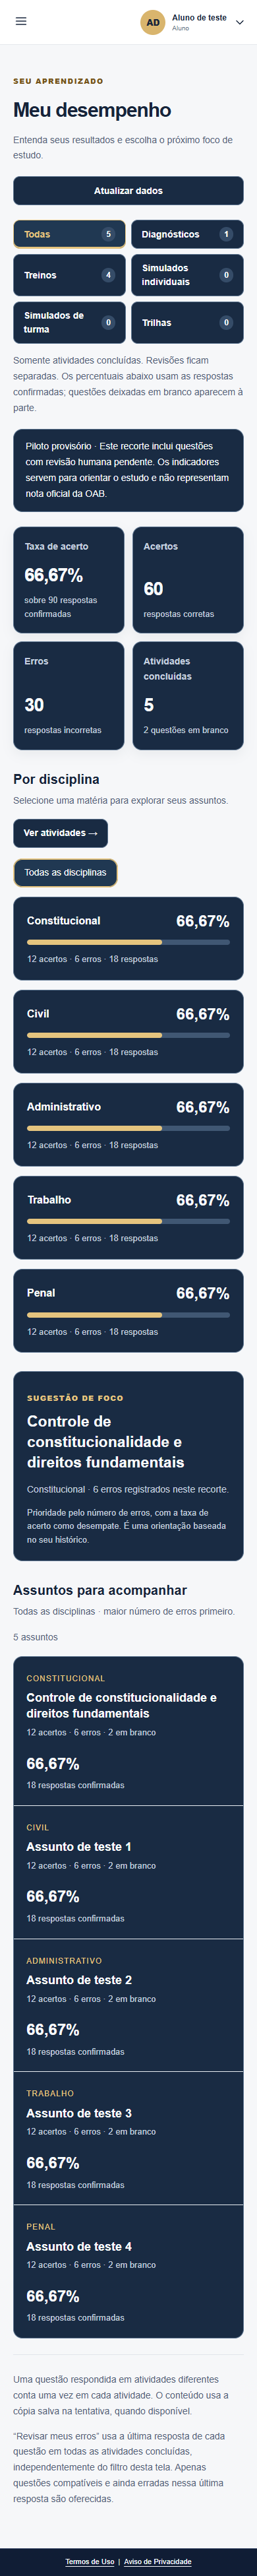 AD
Aluno de teste
Aluno
SEU APRENDIZADO
Meu desempenho
Entenda seus resultados e escolha o próximo foco de
estudo.
Atualizar dados
Todas 5
Diagnósticos 1
Treinos 4
Simulados
individuais 0
Simulados de
turma 0
Trilhas 0
Somente atividades concluídas. Revisões ficam
separadas. Os percentuais abaixo usam as respostas
confirmadas; questões deixadas em branco aparecem à
parte.
Piloto provisório · Este recorte inclui questões
com revisão humana pendente. Os indicadores
servem para orientar o estudo e não representam
nota oficial da OAB.
Taxa de acerto
66,67%
sobre 90 respostas
confirmadas
Acertos
60
respostas corretas
Erros
30
respostas incorretas
Atividades
concluídas
5
2 questões em branco
Por disciplina
Selecione uma matéria para explorar seus assuntos.
Ver atividades →
Todas as disciplinas
Constitucional 66,67%
12 acertos · 6 erros · 18 respostas
Civil 66,67%
12 acertos · 6 erros · 18 respostas
Administrativo 66,67%
12 acertos · 6 erros · 18 respostas
Trabalho 66,67%
12 acertos · 6 erros · 18 respostas
Penal 66,67%
12 acertos · 6 erros · 18 respostas
SUGESTÃO DE FOCO
Controle de
constitucionalidade e
direitos fundamentais
Constitucional · 6 erros registrados neste recorte.
Prioridade pelo número de erros, com a taxa de
acerto como desempate. É uma orientação baseada
no seu histórico.
Assuntos para acompanhar
Todas as disciplinas · maior número de erros primeiro.
5 assuntos
CONSTITUCIONAL
Controle de constitucionalidade e
direitos fundamentais
12 acertos · 6 erros · 2 em branco
66,67%
18 respostas confirmadas
CIVIL
Assunto de teste 1
12 acertos · 6 erros · 2 em branco
66,67%
18 respostas confirmadas
ADMINISTRATIVO
Assunto de teste 2
12 acertos · 6 erros · 2 em branco
66,67%
18 respostas confirmadas
TRABALHO
Assunto de teste 3
12 acertos · 6 erros · 2 em branco
66,67%
18 respostas confirmadas
PENAL
Assunto de teste 4
12 acertos · 6 erros · 2 em branco
66,67%
18 respostas confirmadas
Uma questão respondida em atividades diferentes
conta uma vez em cada atividade. O conteúdo usa a
cópia salva na tentativa, quando disponível.
“Revisar meus erros” usa a última resposta de cada
questão em todas as atividades concluídas,
independentemente do filtro desta tela. Apenas
questões compatíveis e ainda erradas nessa última
resposta são oferecidas.
Termos de Uso | Aviso de Privacidade